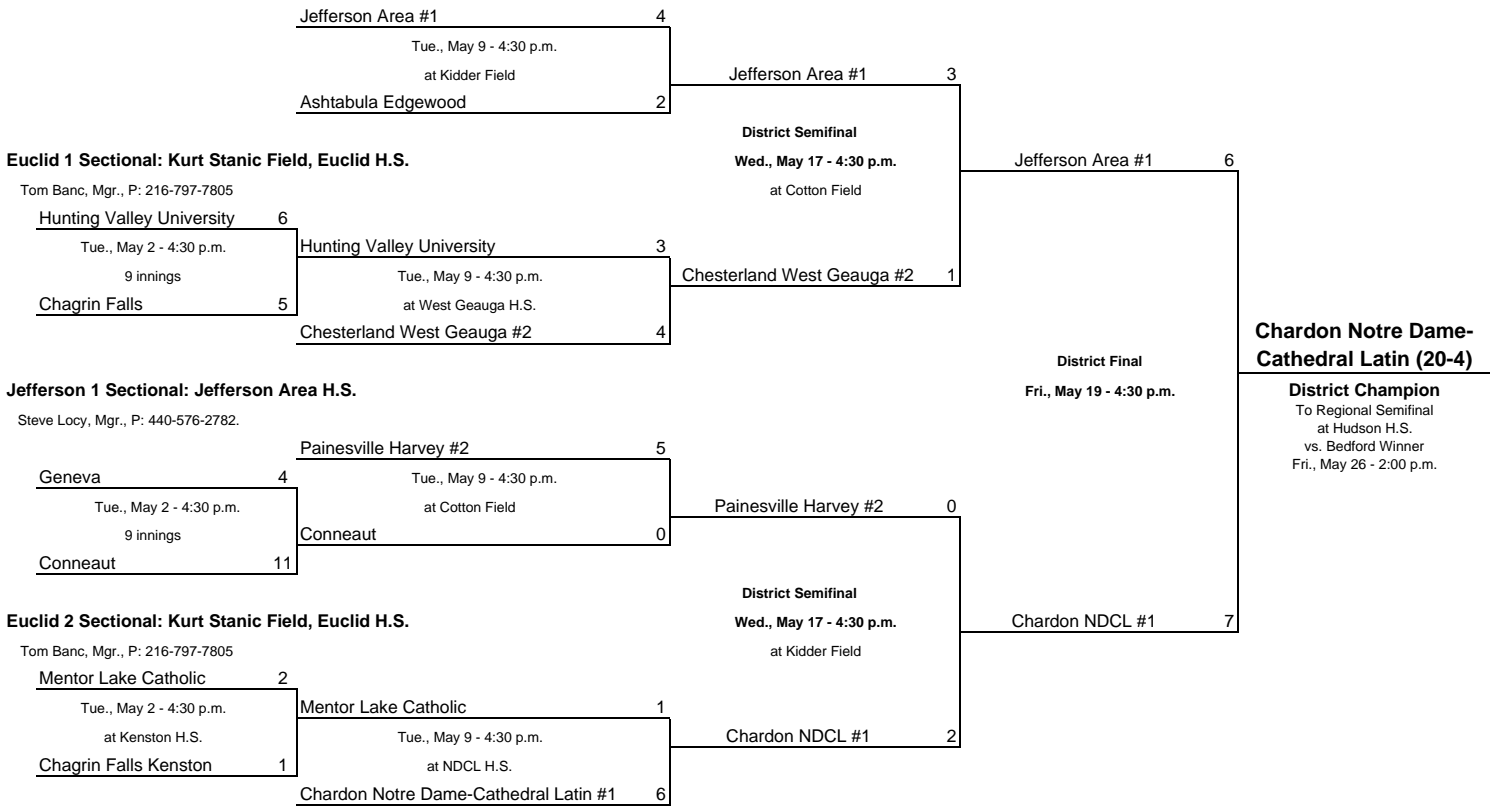 Jefferson Area #1 4
Tue., May 9 - 4:30 p.m.
at Kidder Field
Jefferson Area #1 3
Ashtabula Edgewood 2
District Semifinal
Euclid 1 Sectional: Kurt Stanic Field, Euclid H.S.
Wed., May 17 - 4:30 p.m.
Jefferson Area #1 6
Tom Banc, Mgr., P: 216-797-7805
at Cotton Field
Hunting Valley University 6
Tue., May 2 - 4:30 p.m.
Hunting Valley University 3
9 innings
Tue., May 9 - 4:30 p.m.
Chesterland West Geauga #2 1
Chagrin Falls 5
at West Geauga H.S.
Chesterland West Geauga #2 4
Chardon Notre Dame-
Cathedral Latin (20-4)
District Final
Jefferson 1 Sectional: Jefferson Area H.S.
Fri., May 19 - 4:30 p.m.
District Champion
To Regional Semifinal
at Hudson H.S.
vs. Bedford Winner
Fri., May 26 - 2:00 p.m.
Steve Locy, Mgr., P: 440-576-2782.
Painesville Harvey #2 5
Geneva 4
Tue., May 9 - 4:30 p.m.
Tue., May 2 - 4:30 p.m.
at Cotton Field
Painesville Harvey #2 0
9 innings
Conneaut 0
Conneaut 11
District Semifinal
Euclid 2 Sectional: Kurt Stanic Field, Euclid H.S.
Wed., May 17 - 4:30 p.m.
Chardon NDCL #1 7
Tom Banc, Mgr., P: 216-797-7805
at Kidder Field
Mentor Lake Catholic 2
Tue., May 2 - 4:30 p.m.
Mentor Lake Catholic 1
at Kenston H.S.
Tue., May 9 - 4:30 p.m.
Chardon NDCL #1 2
Chagrin Falls Kenston 1
at NDCL H.S.
Chardon Notre Dame-Cathedral Latin #1 6